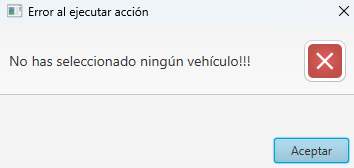 Error al ejecutar acción
No has seleccionado ningún vehículo!!!
Aceptar